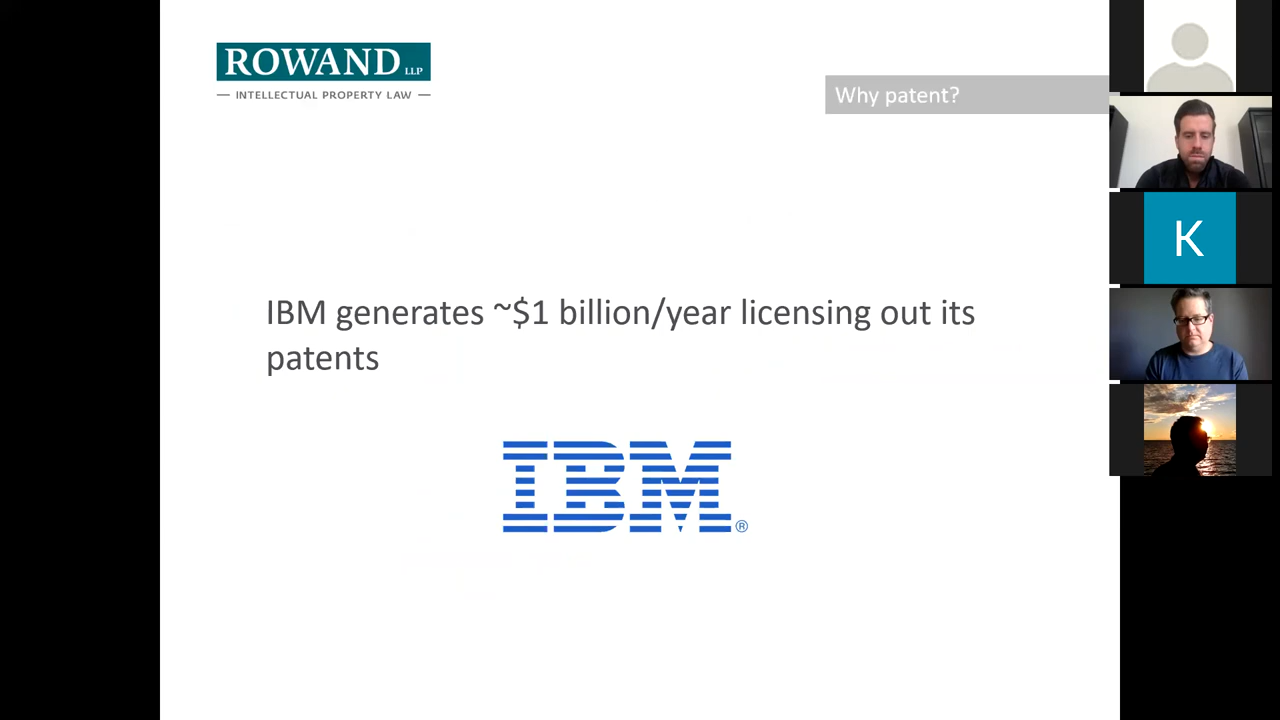 ROWAND LLP
INTELLECTUAL PROPERTY LAW
Why patent?
IBM generates ~$1 billion/year licensing out its
patents
IBM®
K